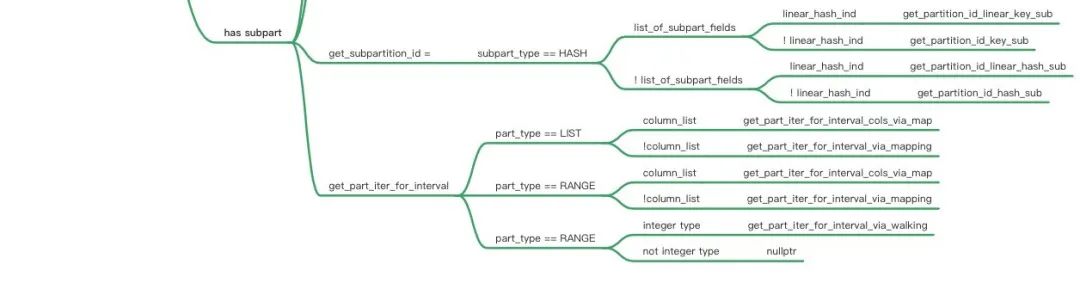 has subpart
get_subpartition_id =
subpart_type == HASH
list_of_subpart_fields
linear_hash_ind get_partition_id_linear_key_sub
! linear_hash_ind get_partition_id_key_sub
! list_of_subpart_fields
linear_hash_ind get_partition_id_linear_hash_sub
! linear_hash_ind get_partition_id_hash_sub
get_part_iter_for_interval
part_type == LIST
column_list get_part_iter_for_interval_cols_via_map
!column_list get_part_iter_for_interval_via_mapping
part_type == RANGE
column_list get_part_iter_for_interval_cols_via_map
!column_list get_part_iter_for_interval_via_mapping
part_type == RANGE
integer type get_part_iter_for_interval_via_walking
not integer type nullptr